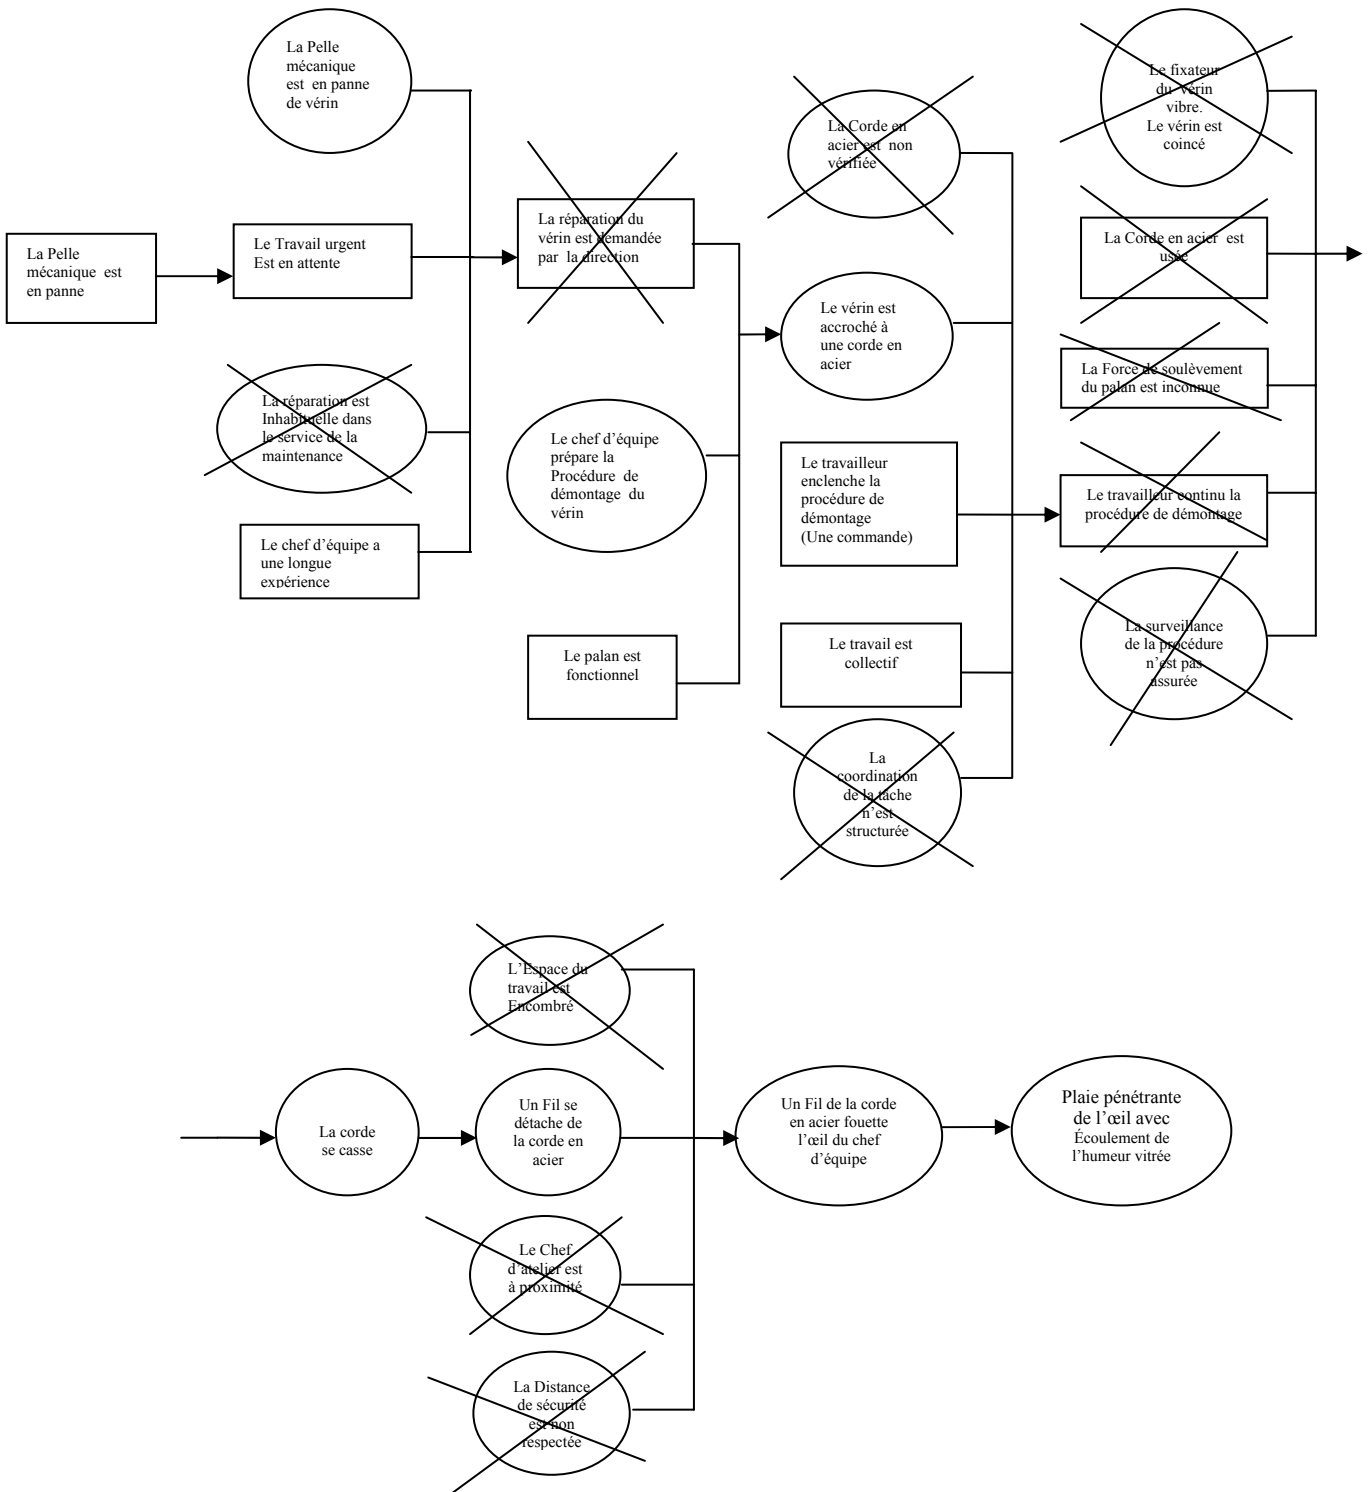 La Pelle
mécanique
est en panne
de vérin
La Pelle
mécanique est
en panne
Le Travail urgent
Est en attente
La réparation est
Inhabituelle dans
le service de la
maintenance
Le chef d’équipe a
une longue
expérience
La réparation du
vérin est demandée
par la direction
Le chef d’équipe
prépare la
Procédure de
démontage du
vérin
Le palan est
fonctionnel
La Corde en
acier est non
vérifiée
Le vérin est
accroché à
une corde en
acier
Le travailleur
enclenche la
procédure de
démontage
(Une commande)
Le travail est
collectif
La
coordination
de la tâche
n’est
structurée
Le fixateur
du vérin
vibre.
Le vérin est
coincé
La Corde en acier est
usée
La Force de soulèvement
du palan est inconnue
Le travailleur continu la
procédure de démontage
La surveillance
de la procédure
n’est pas
assurée
La corde
se casse
L’Espace du
travail est
Encombré
Un Fil se
détache de
la corde en
acier
Le Chef
d’atelier est
à proximité
La Distance
de sécurité
est non
respectée
Un Fil de la corde
en acier fouette
l’œil du chef
d’équipe
Plaie pénétrante
de l’œil avec
Écoulement de
l’humeur vitrée